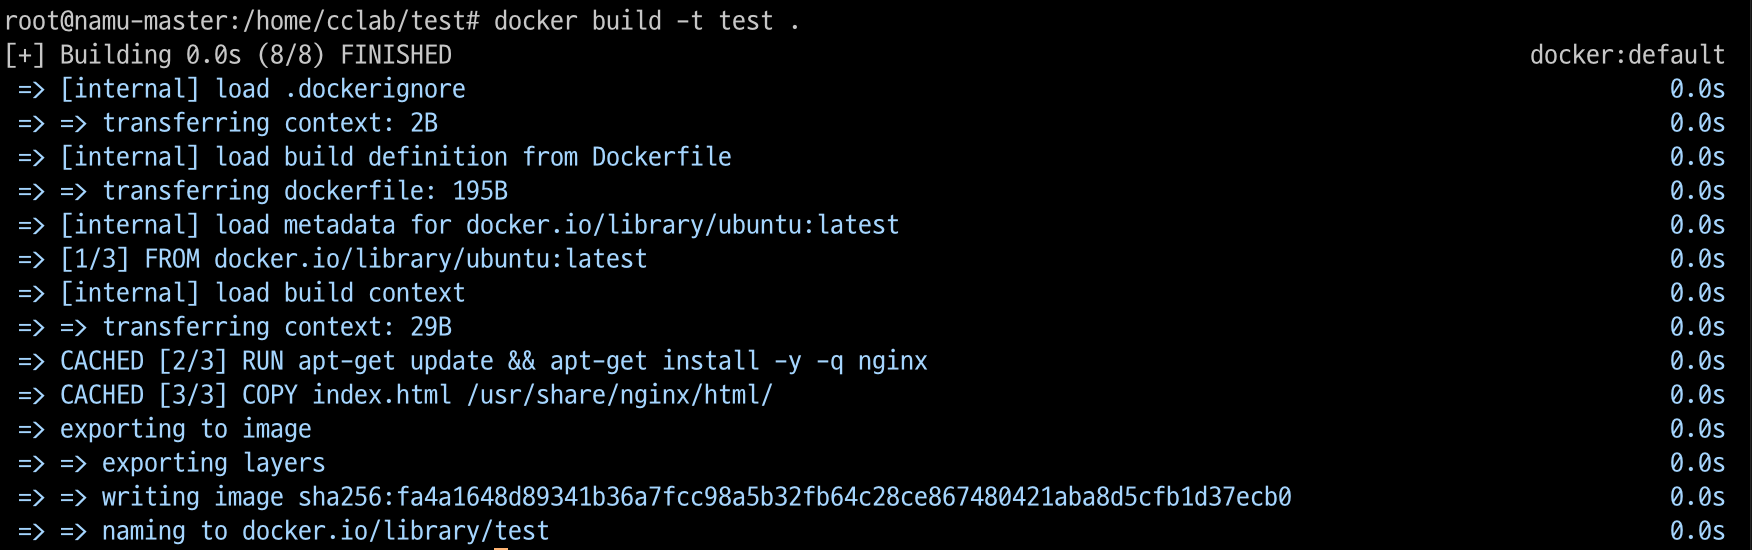 root@namu-master:/home/cclab/test# docker build -t test .
[+] Building 0.0s (8/8) FINISHED docker:default
=> [internal] load .dockerignore 0.0s
=> => transferring context: 2B 0.0s
=> [internal] load build definition from Dockerfile 0.0s
=> => transferring dockerfile: 195B 0.0s
=> [internal] load metadata for docker.io/library/ubuntu:latest 0.0s
=> [1/3] FROM docker.io/library/ubuntu:latest 0.0s
=> [internal] load build context 0.0s
=> => transferring context: 29B 0.0s
=> CACHED [2/3] RUN apt-get update && apt-get install -y -q nginx 0.0s
=> CACHED [3/3] COPY index.html /usr/share/nginx/html/ 0.0s
=> exporting to image 0.0s
=> => exporting layers 0.0s
=> => writing image sha256:fa4a1648d89341b36a7fcc98a5b32fb64c28ce867480421aba8d5cfb1d37ecb0 0.0s
=> => naming to docker.io/library/test 0.0s